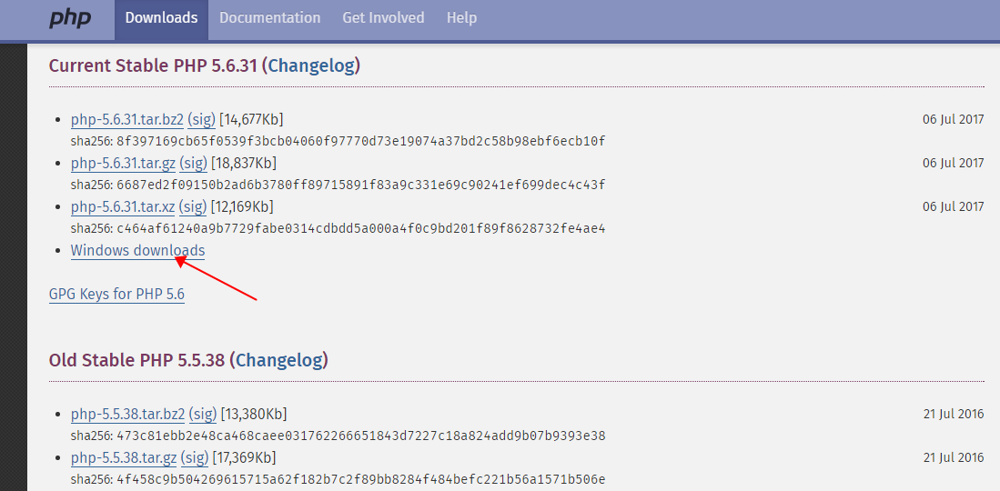 php Downloads Documentation Get Involved Help
Current Stable PHP 5.6.31 (Changelog)
php-5.6.31.tar.bz2 (sig) [14,677Kb] 06 Jul 2017
sha256: 8f397169cb65f0539f3bcb04060f97770d73e19074a37bd2c58b98ebf6ecb10f
php-5.6.31.tar.gz (sig) [18,837Kb] 06 Jul 2017
sha256: 6687ed2f09150b2ad6b3780ff89715891f83a9c331e69c90241ef699dec4c43f
php-5.6.31.tar.xz (sig) [12,169Kb] 06 Jul 2017
sha256: c464af61240a9b7729fabe0314cdbdd5a000a4f0c9bd201f89f8628732fe4ae4
Windows downloads
GPG Keys for PHP 5.6
Old Stable PHP 5.5.38 (Changelog)
php-5.5.38.tar.bz2 (sig) [13,380Kb] 21 Jul 2016
sha256: 473c81ebb2e48ca468caee031762266651843d7227c18a824add9b07b9393e38
php-5.5.38.tar.gz (sig) [17,369Kb] 21 Jul 2016
sha256: 4f458c9b504269615715a62f182b7c2f89bb8284f484befc221b56a1571b506e